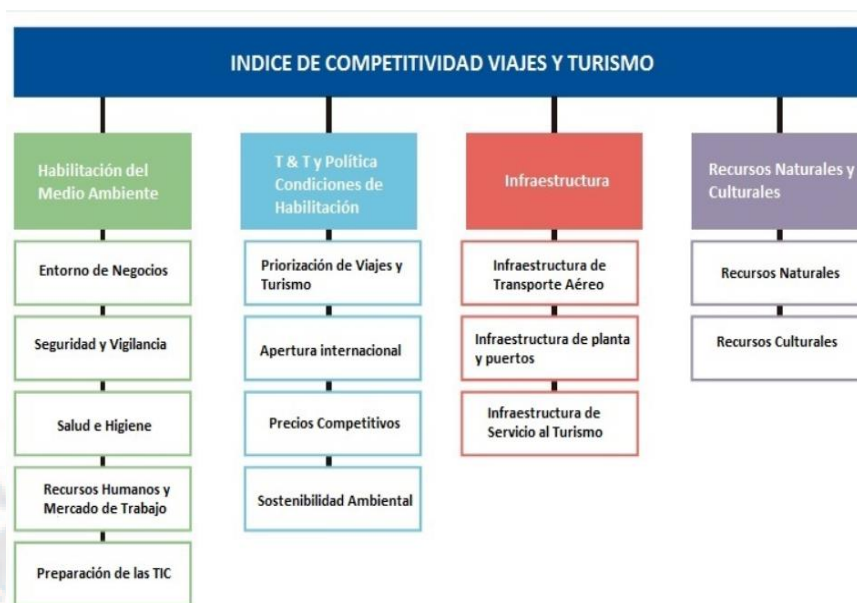 INDICE DE COMPETITIVIDAD VIAJES Y TURISMO
Habilitación del
Medio Ambiente
Entorno de Negocios
Seguridad y Vigilancia
Salud e Higiene
Recursos Humanos y
Mercado de Trabajo
Preparación de las TIC
T & T y Política
Condiciones de
Habilitación
Priorización de Viajes y
Turismo
Apertura internacional
Precios Competitivos
Sostenibilidad Ambiental
Infraestructura
Infraestructura de
Transporte Aéreo
Infraestructura de planta
y puertos
Infraestructura de
Servicio al Turismo
Recursos Naturales y
Culturales
Recursos Naturales
Recursos Culturales